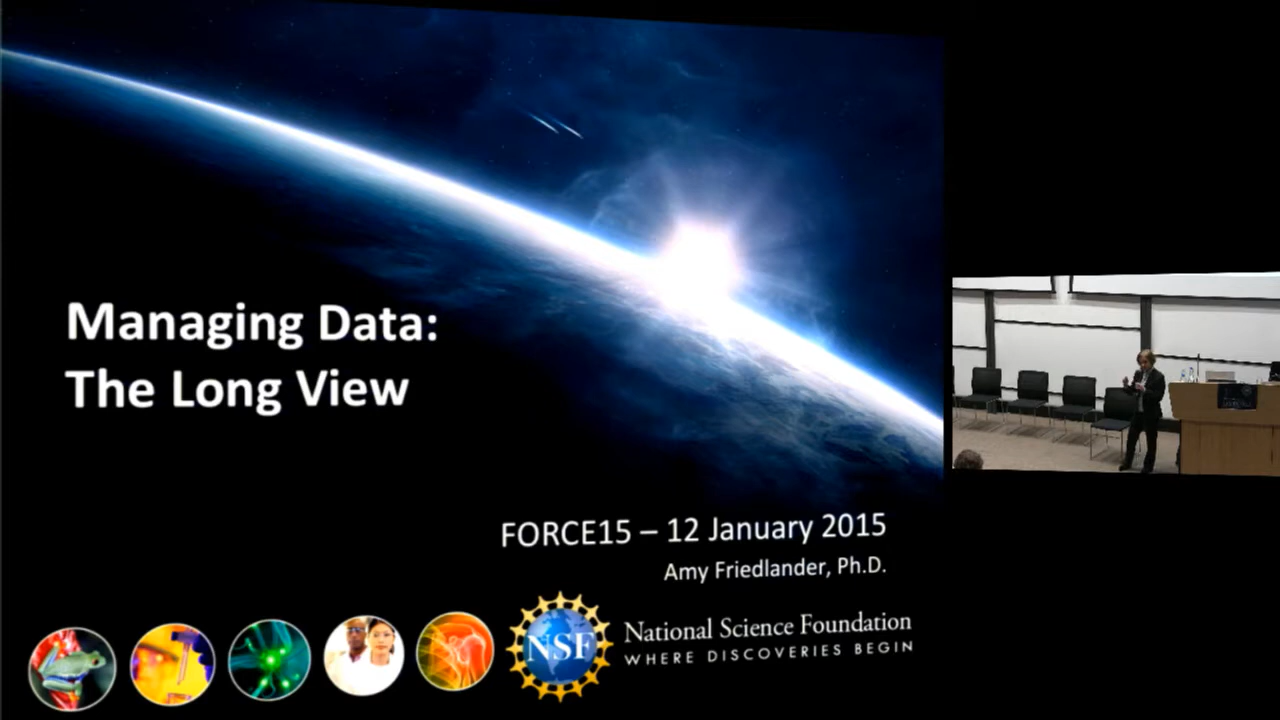 Managing Data:
The Long View
FORCE15 – 12 January 2015
Amy Friedlander, Ph.D.
NSF
National Science Foundation
WHERE DISCOVERIES BEGIN